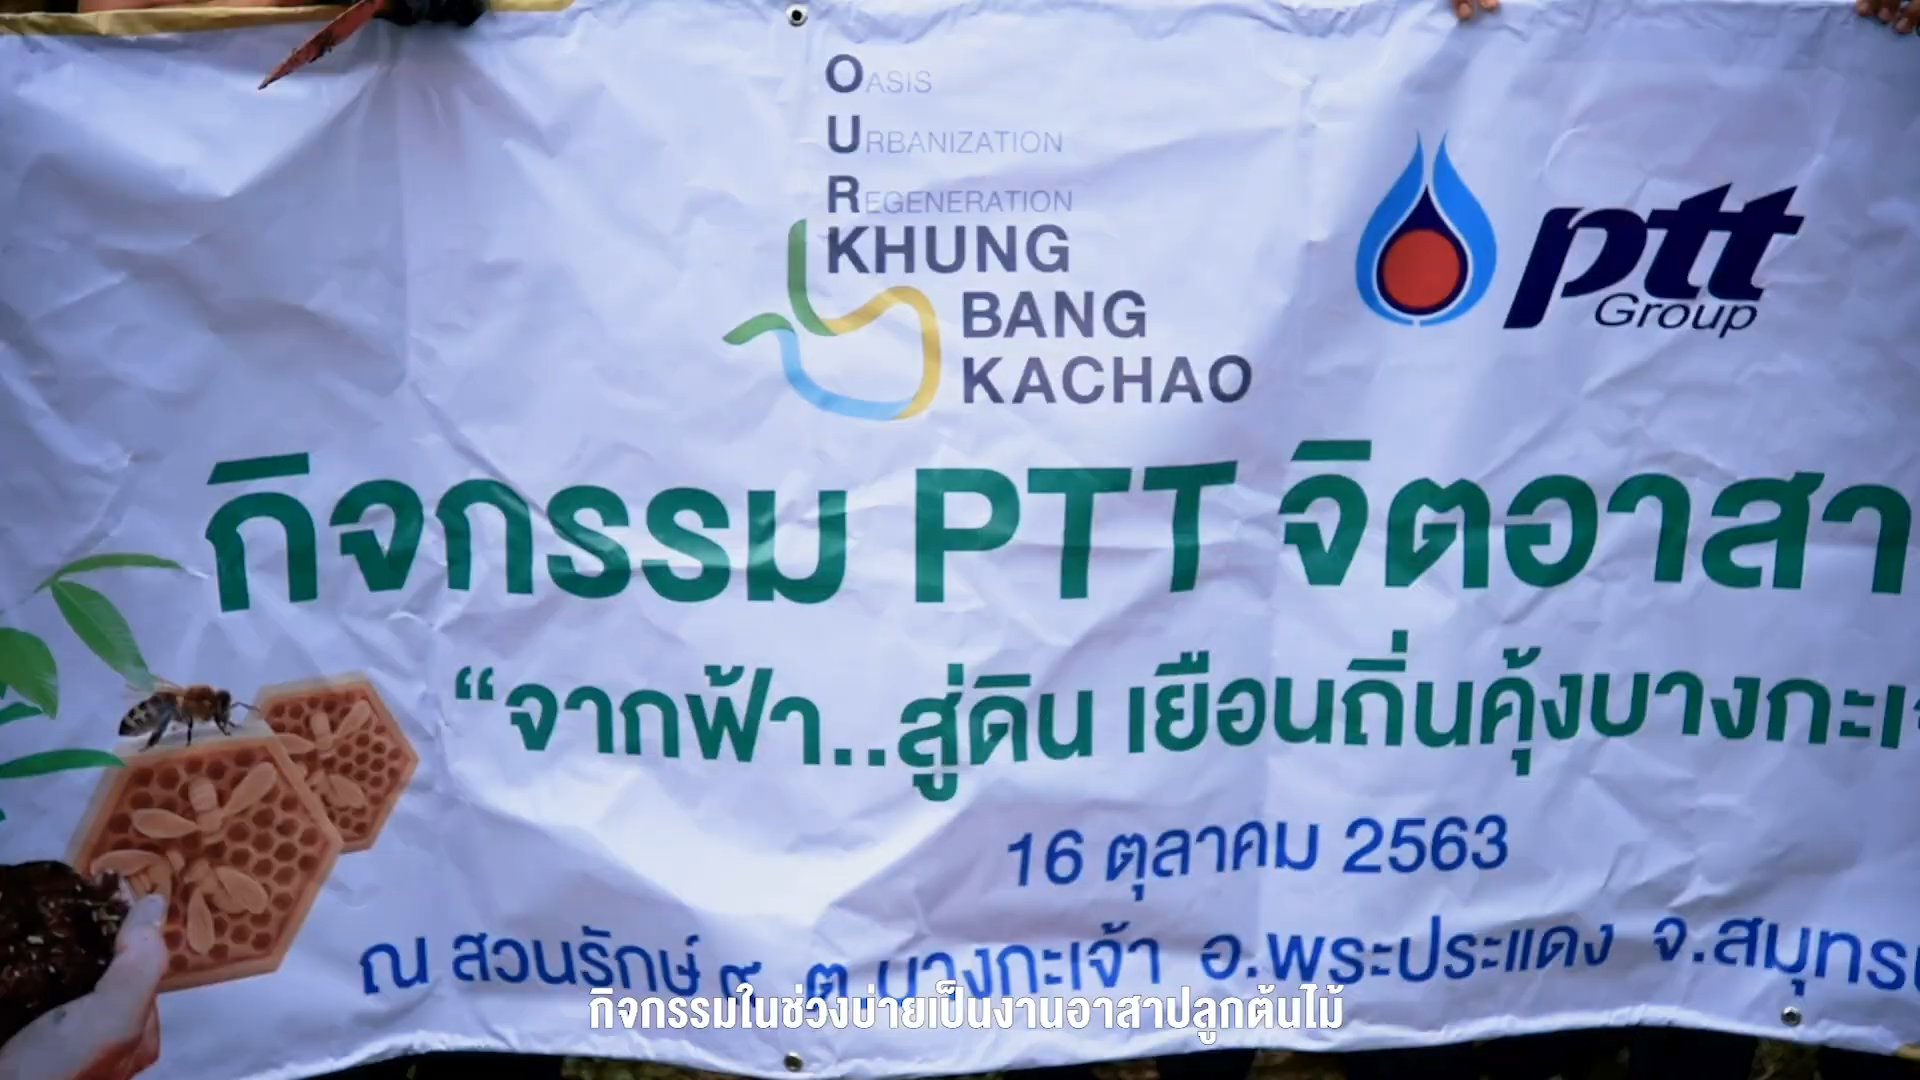 OASIS
URBANIZATION
REGENERATION
KHUNG
BANG
KACHAO
ptt
Group
กิจกรรม PTT จิตอาสา
“จากฟ้า..สู่ดิน เยือนถิ่นคุ้งบางกะเจ
16 ตุลาคม 2563
ณ สวนรักษ์ ๙ ต.บางกะเจ้า อ.พระประแดง จ.สมุทร
กิจกรรมในช่วงบ่ายเป็นงานอาสาปลูกต้นไม้